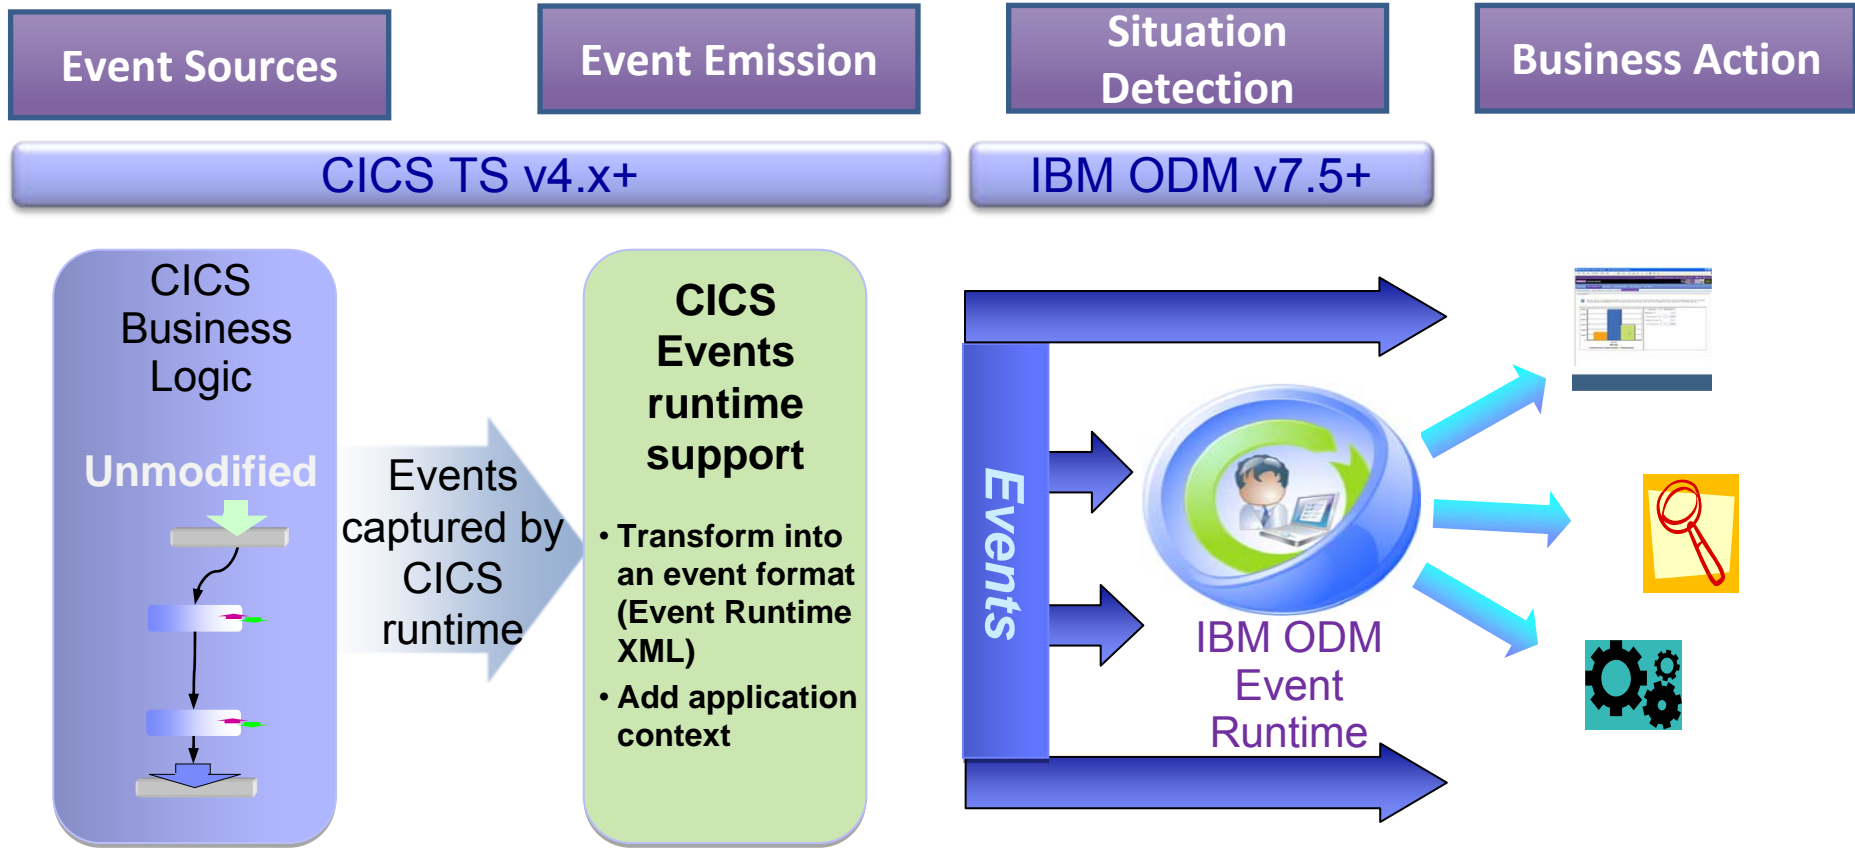 Event Sources
Event Emission
Situation
Detection
Business Action
CICS TS v4.x+
IBM ODM v7.5+
CICS
Business
Logic
Unmodified
Events
captured by
CICS
runtime
CICS
Events
runtime
support
• Transform into
an event format
(Event Runtime
XML)
• Add application
context
Events
IBM ODM
Event
Runtime